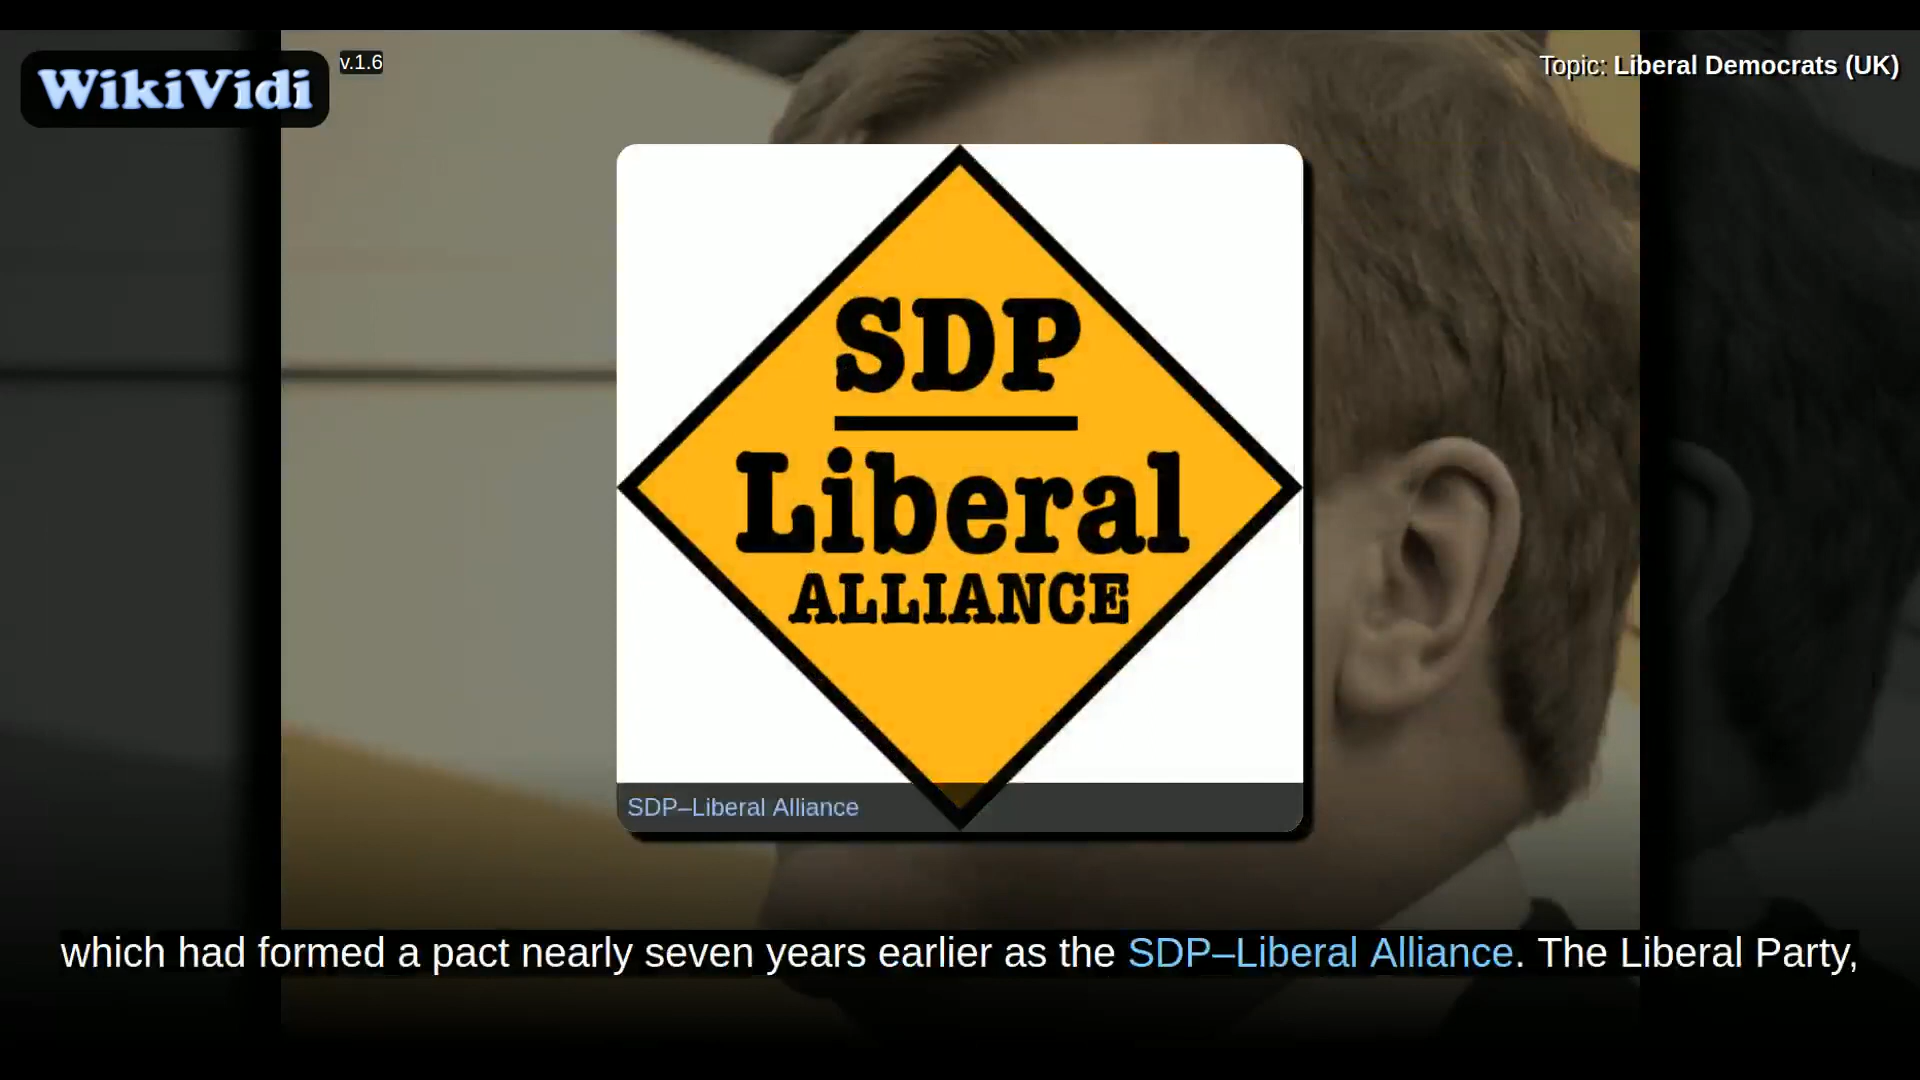 WikiVidi
v.1.6
Topic: Liberal Democrats (UK)
SDP
Liberal
ALLIANCE
SDP–Liberal Alliance
which had formed a pact nearly seven years earlier as the SDP–Liberal Alliance. The Liberal Party,